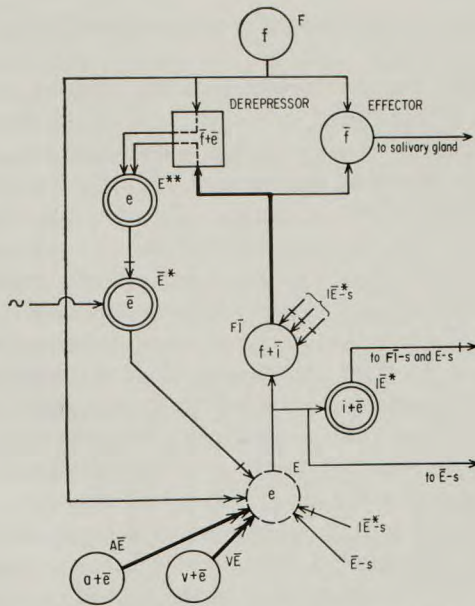 F
f
DEREPRESSOR EFFECTOR
f̄+ē
f̄
to salivary gland
E**
e
Ē*
ē
~
IĒ*-s
FĪ
f+ī
to FĪ-s and E-s
IĒ*
i+ē
E
e
to Ē-s
IĒ*-s
Ē-s
AĒ
a+ē
v+ē
VĒ